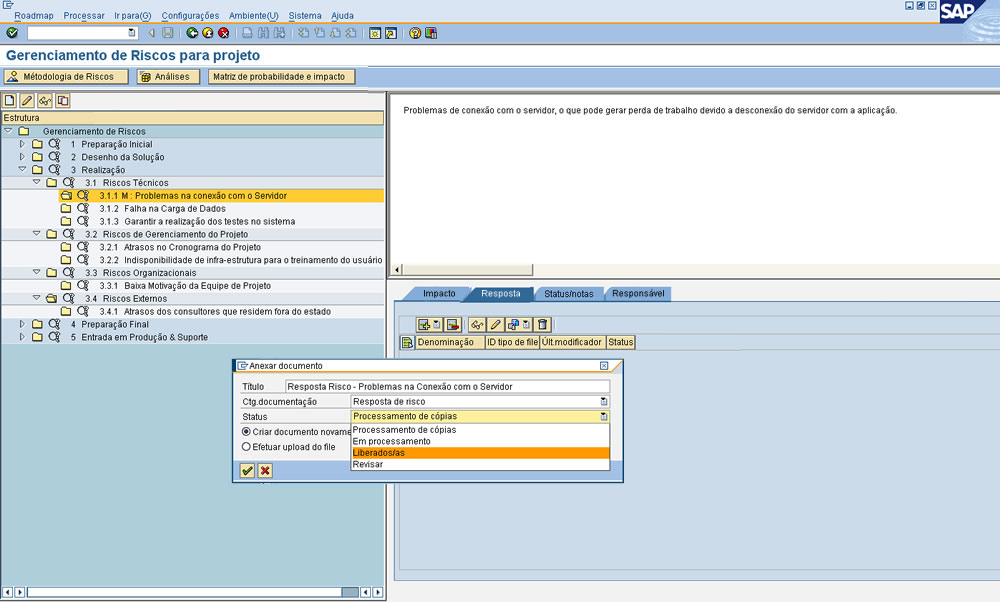 Roadmap Processar Ir para(G) Configurações Ambiente(U) Sistema Ajuda
SAP
Gerenciamento de Riscos para projeto
Métodologia de Riscos Análises Matriz de probabilidade e impacto
Estrutura
Gerenciamento de Riscos
1 Preparação Inicial
2 Desenho da Solução
3 Realização
3.1 Riscos Técnicos
3.1.1 M : Problemas na conexão com o Servidor
3.1.2 Falha na Carga de Dados
3.1.3 Garantir a realização dos testes no sistema
3.2 Riscos de Gerenciamento do Projeto
3.2.1 Atrasos no Cronograma do Projeto
3.2.2 Indisponibilidade de infra-estrutura para o treinamento do usuário
3.3 Riscos Organizacionais
3.3.1 Baixa Motivação da Equipe de Projeto
3.4 Riscos Externos
3.4.1 Atrasos dos consultores que residem fora do estado
4 Preparação Final
5 Entrada em Produção & Suporte
Problemas de conexão com o servidor, o que pode gerar perda de trabalho devido a desconexão do servidor com a aplicação.
Impacto Resposta Status/notas Responsável
Denominação ID tipo de file Últ.modificador Status
Anexar documento
Título Resposta Risco - Problemas na Conexão com o Servidor
Ctg.documentação Resposta de risco
Status Processamento de cópias
Criar documento novame
Efetuar upload do file
Processamento de cópias
Em processamento
Liberados/as
Revisar